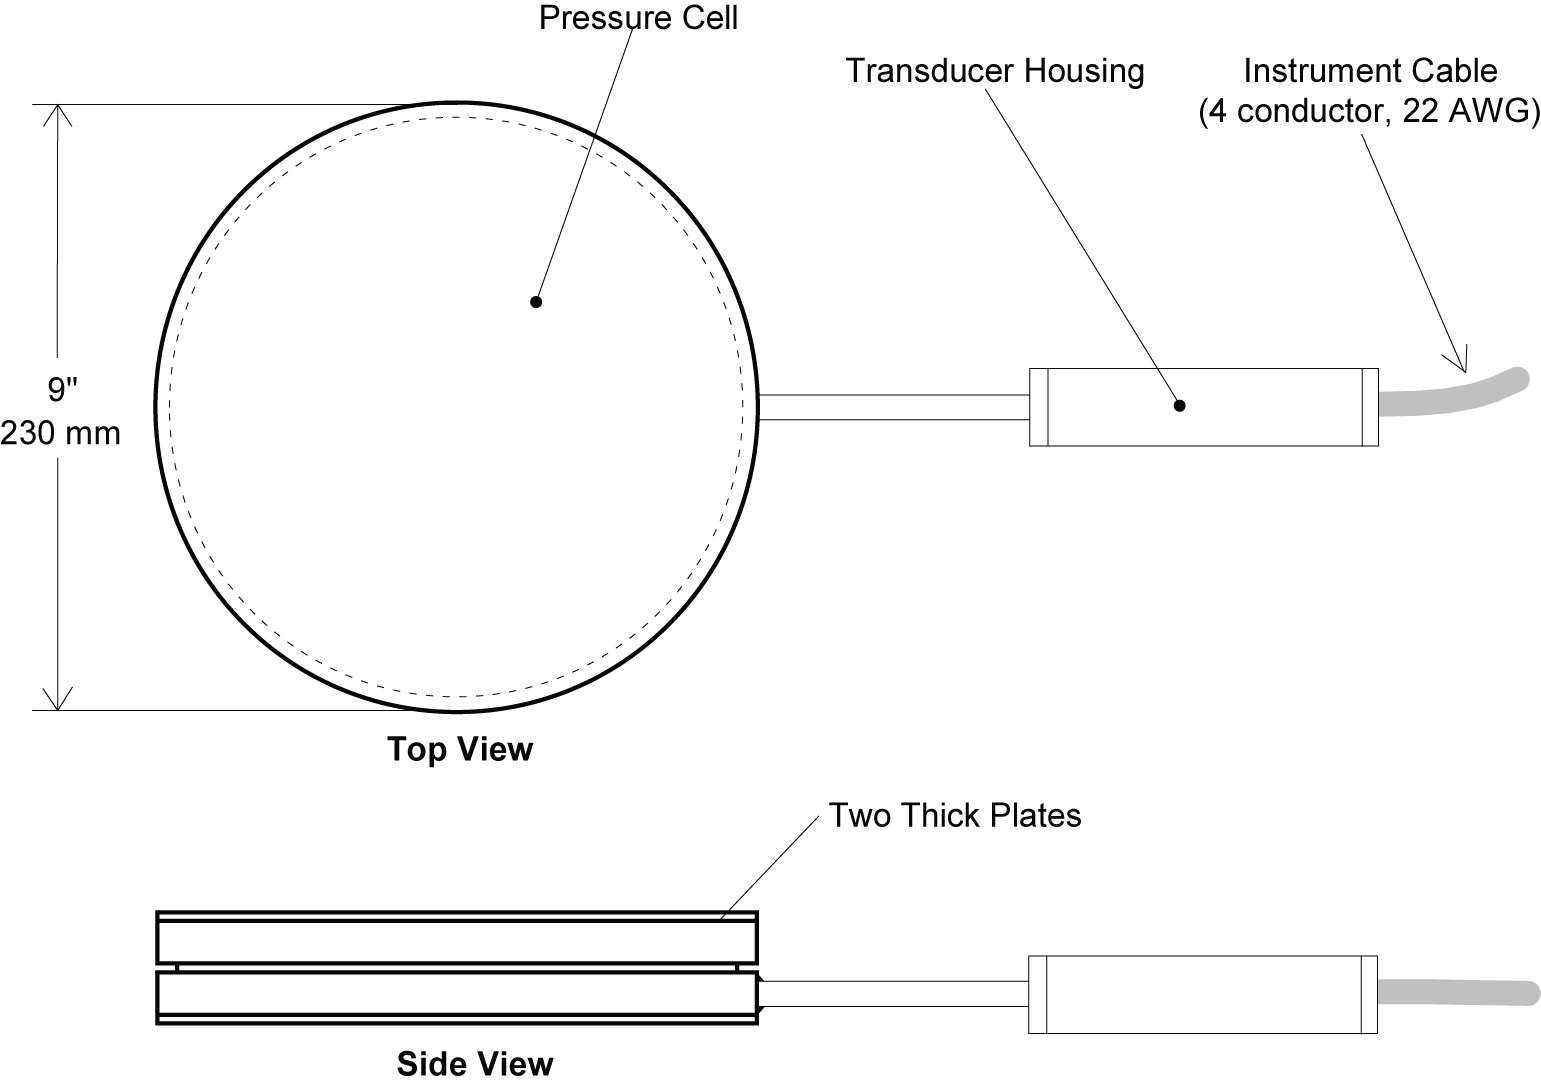 Pressure Cell
Transducer Housing
Instrument Cable
(4 conductor, 22 AWG)
9"
230 mm
Top View
Two Thick Plates
Side View